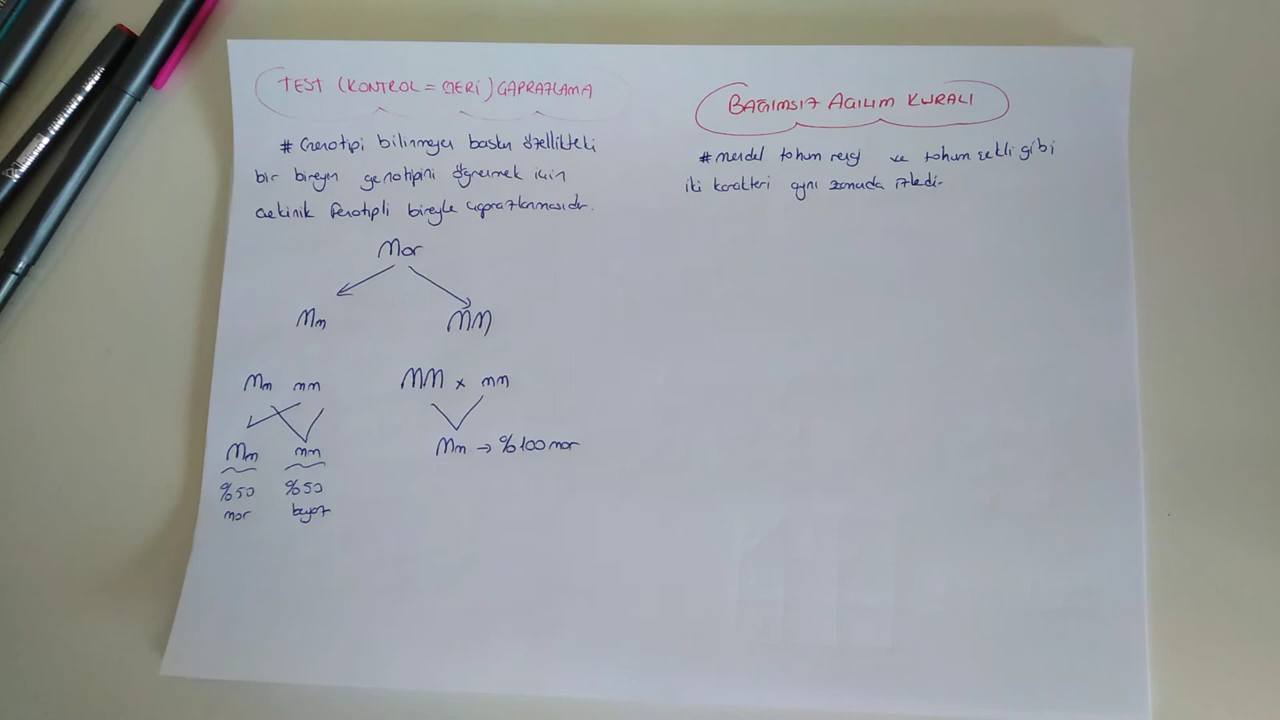 TEST (KONTROL = GERİ) ÇAPRAZLAMA
# Genotipi bilinmeyen baskın özellikteki
bir bireyin genotipini öğrenmek için
çekinik fenotipli bireyle çaprazlanmasıdır.
Mor
Mm MM
Mm mm
Mm mm
%50 %50
mor beyaz
MM x mm
Mm → %100 mor
BAĞIMSIZ AÇILIM KURALI
# Mendel tohum rengi ve tohum şekli gibi
iki karakteri aynı zamanda izledi.